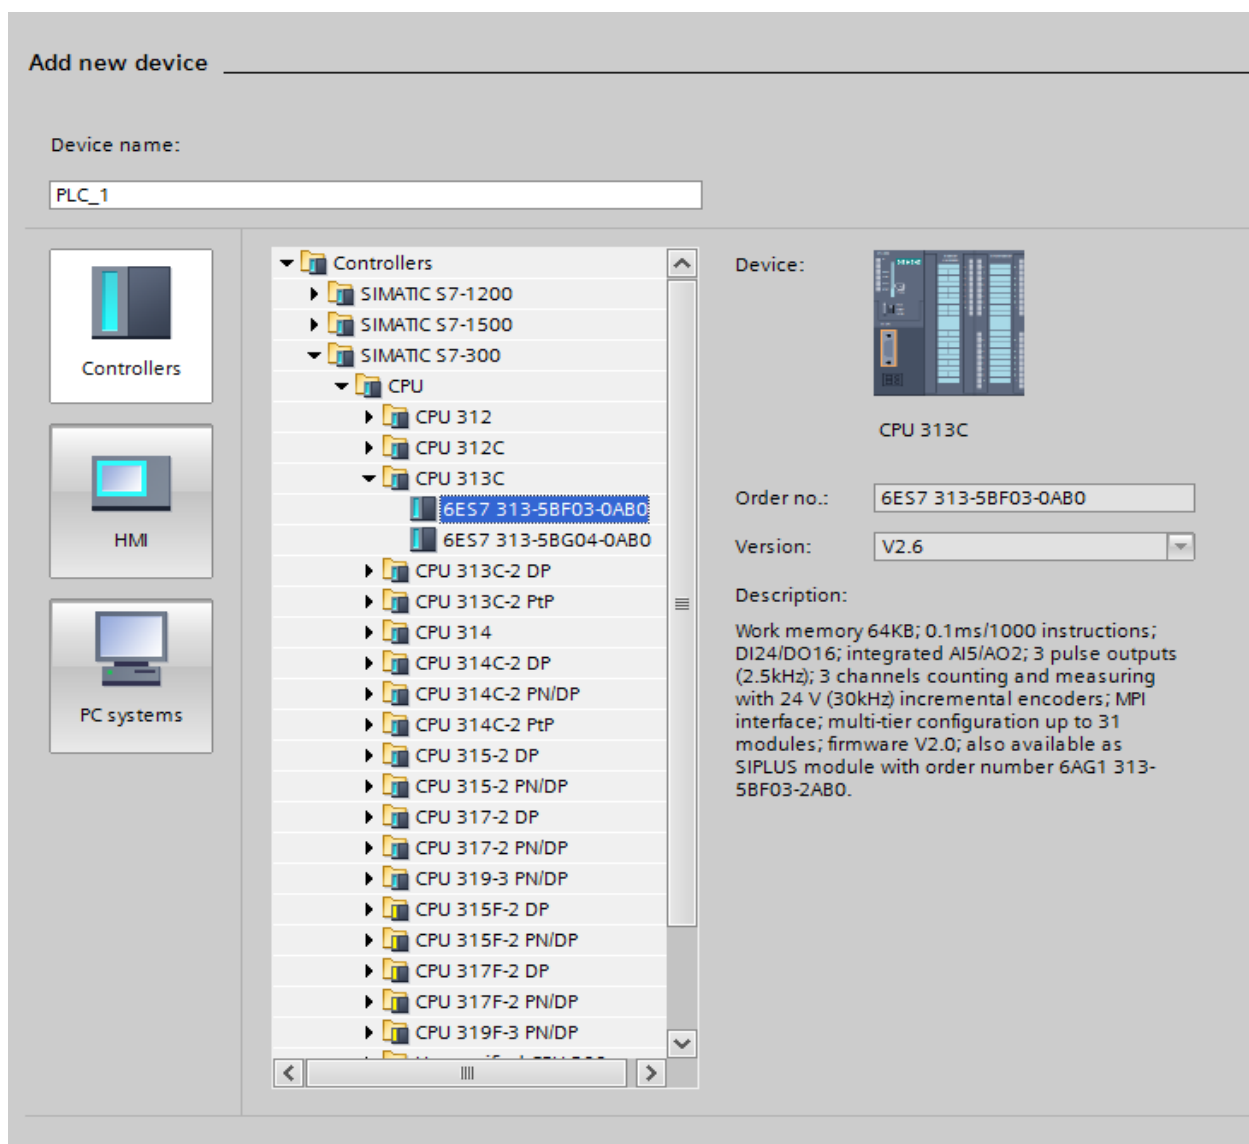 Add new device
Device name:
PLC_1
Controllers
HMI
PC systems
Controllers
SIMATIC S7-1200
SIMATIC S7-1500
SIMATIC S7-300
CPU
CPU 312
CPU 312C
CPU 313C
6ES7 313-5BF03-0AB0
6ES7 313-5BG04-0AB0
CPU 313C-2 DP
CPU 313C-2 PtP
CPU 314
CPU 314C-2 DP
CPU 314C-2 PN/DP
CPU 314C-2 PtP
CPU 315-2 DP
CPU 315-2 PN/DP
CPU 317-2 DP
CPU 317-2 PN/DP
CPU 319-3 PN/DP
CPU 315F-2 DP
CPU 315F-2 PN/DP
CPU 317F-2 DP
CPU 317F-2 PN/DP
CPU 319F-3 PN/DP
Device:
CPU 313C
Order no.: 6ES7 313-5BF03-0AB0
Version: V2.6
Description:
Work memory 64KB; 0.1ms/1000 instructions;
DI24/DO16; integrated AI5/AO2; 3 pulse outputs
(2.5kHz); 3 channels counting and measuring
with 24 V (30kHz) incremental encoders; MPI
interface; multi-tier configuration up to 31
modules; firmware V2.0; also available as
SIPLUS module with order number 6AG1 313-
5BF03-2AB0.